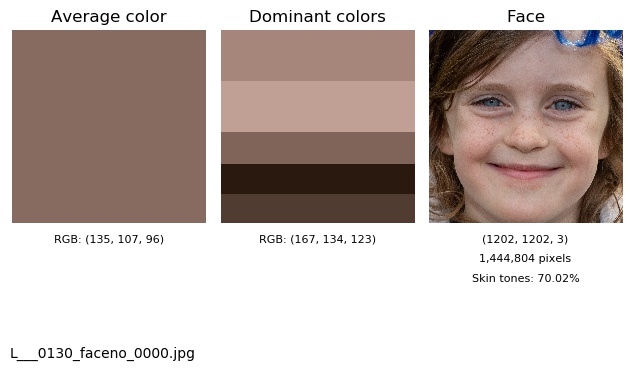 Average color
Dominant colors
Face
RGB: (135, 107, 96)
RGB: (167, 134, 123)
(1202, 1202, 3)
1,444,804 pixels
Skin tones: 70.02%
L___0130_faceno_0000.jpg